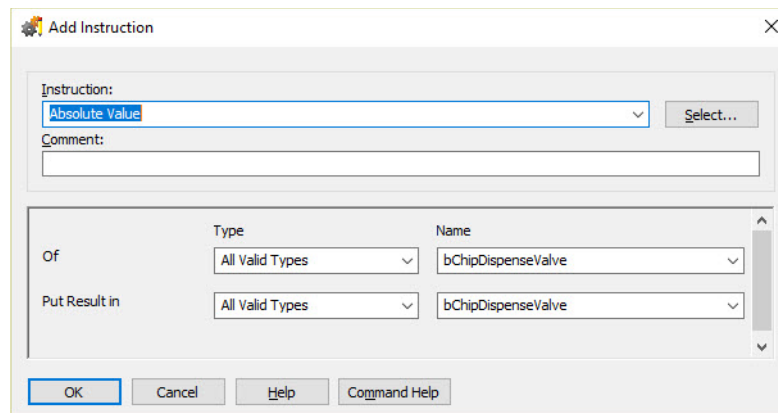 Add Instruction
Instruction:
Absolute Value
Select...
Comment:
Type Name
Of All Valid Types bChipDispenseValve
Put Result in All Valid Types bChipDispenseValve
OK Cancel Help Command Help